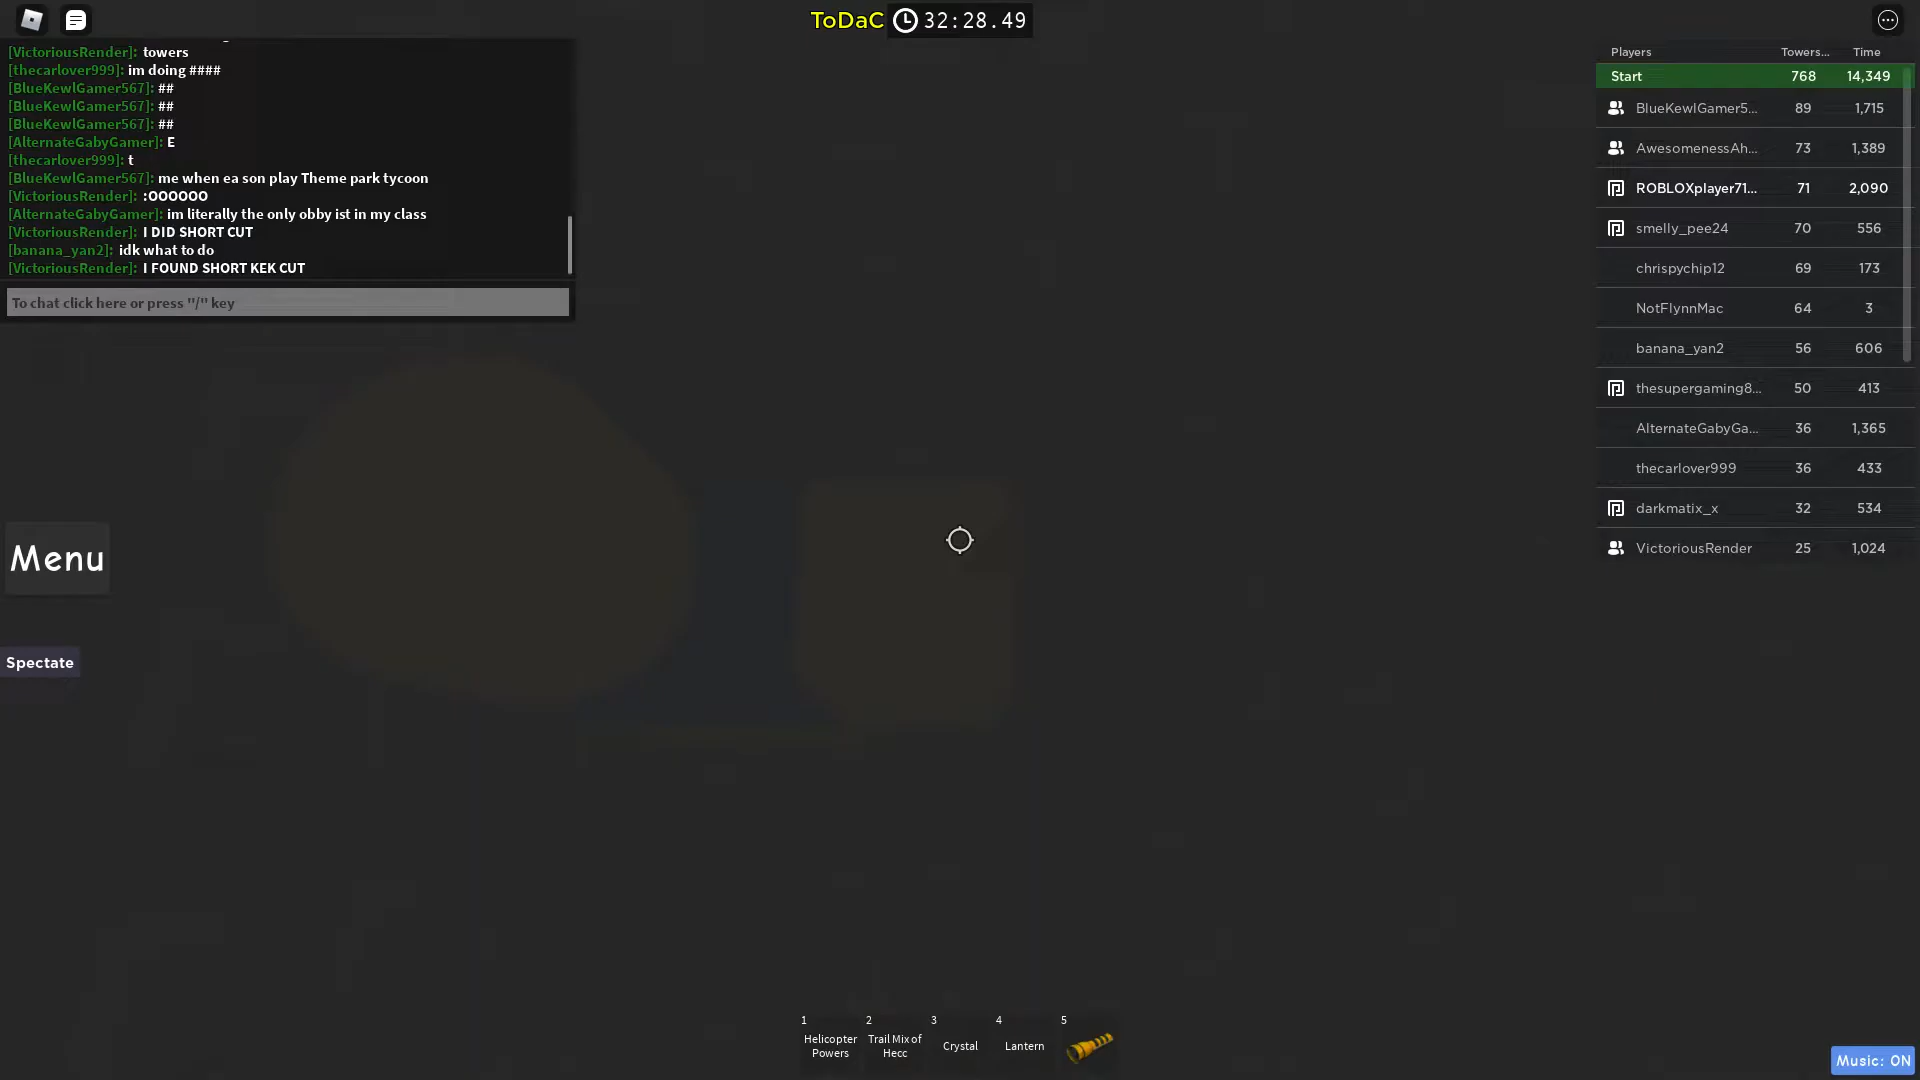 ToDaC 32:28.49
[VictoriousRender]: towers
[thecarlover999]: im doing ####
[BlueKewlGamer567]: ##
[BlueKewlGamer567]: ##
[BlueKewlGamer567]: ##
[AlternateGabyGamer]: E
[thecarlover999]: t
[BlueKewlGamer567]: me when ea son play Theme park tycoon
[VictoriousRender]: :OOOOOO
[AlternateGabyGamer]: im literally the only obby ist in my class
[VictoriousRender]: I DID SHORT CUT
[banana_yan2]: idk what to do
[VictoriousRender]: I FOUND SHORT KEK CUT
To chat click here or press "/" key
Players Towers... Time
Start 768 14,349
BlueKewlGamer5... 89 1,715
AwesomenessAh... 73 1,389
ROBLOXplayer71... 71 2,090
smelly_pee24 70 556
chrispychip12 69 173
NotFlynnMac 64 3
banana_yan2 56 606
thesupergaming8... 50 413
AlternateGabyGa... 36 1,365
thecarlover999 36 433
darkmatix_x 32 534
VictoriousRender 25 1,024
Menu
Spectate
1 2 3 4 5
Helicopter Powers
Trail Mix of Hecc
Crystal
Lantern
Music: ON